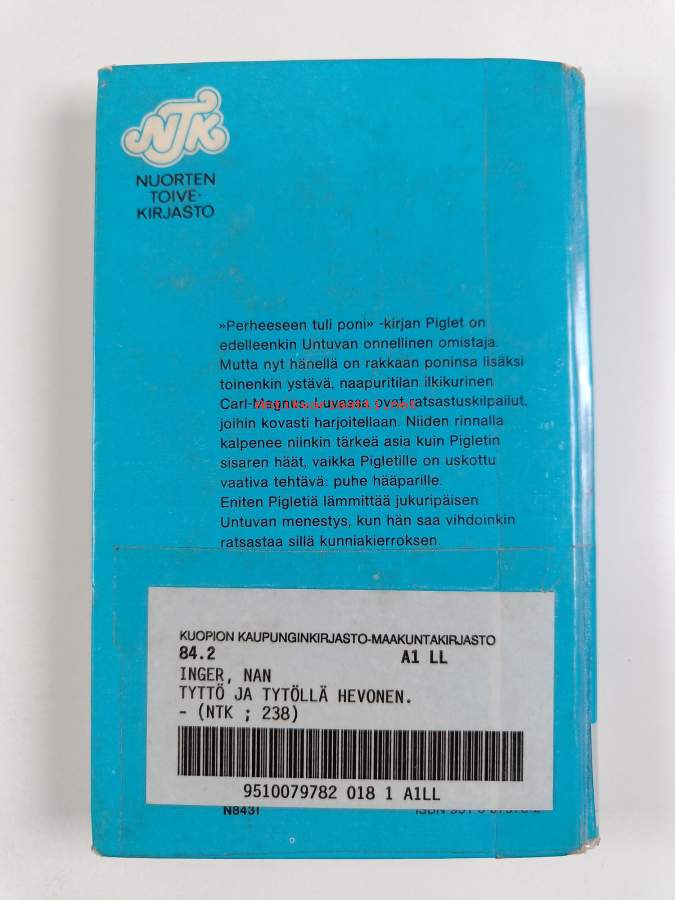 NTK
NUORTEN
TOIVE-
KIRJASTO
»Perheeseen tuli poni» -kirjan Piglet on
edelleenkin Untuvan onnellinen omistaja.
Mutta nyt hänellä on rakkaan poninsa lisäksi
toinenkin ystävä, naapuritilan ilkikurinen
Carl-Magnus. Luvassa ovat ratsastuskilpailut,
joihin kovasti harjoitellaan. Niiden rinnalla
kalpenee niinkin tärkeä asia kuin Pigletin
sisaren häät, vaikka Pigletille on uskottu
vaativa tehtävä: puhe hääparille.
Eniten Pigletiä lämmittää jukuripäisen
Untuvan menestys, kun hän saa vihdoinkin
ratsastaa sillä kunniakierroksen.
KUOPION KAUPUNGINKIRJASTO-MAAKUNTAKIRJASTO
84.2 A1 LL
INGER, NAN
TYTTÖ JA TYTÖLLÄ HEVONEN.
- (NTK ; 238)
9510079782 018 1 A1LL
N8431 ISBN